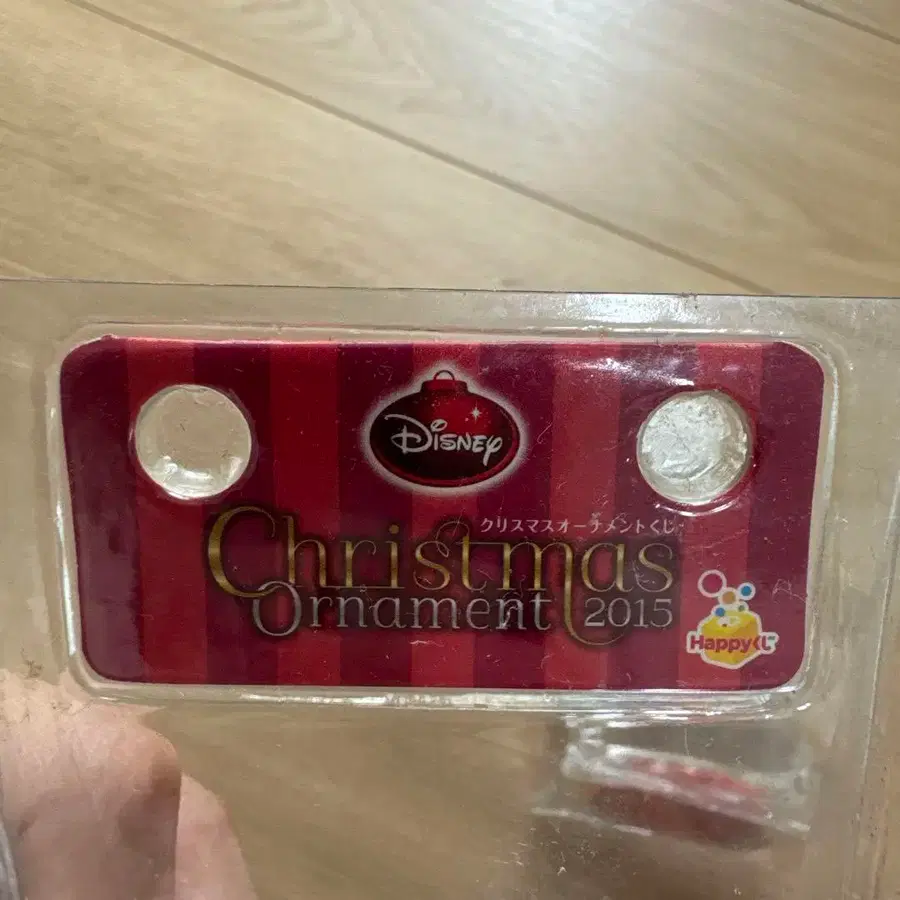 Disney
クリスマスオーナメントくじ
Christmas
Ornament 2015
Happyくじ